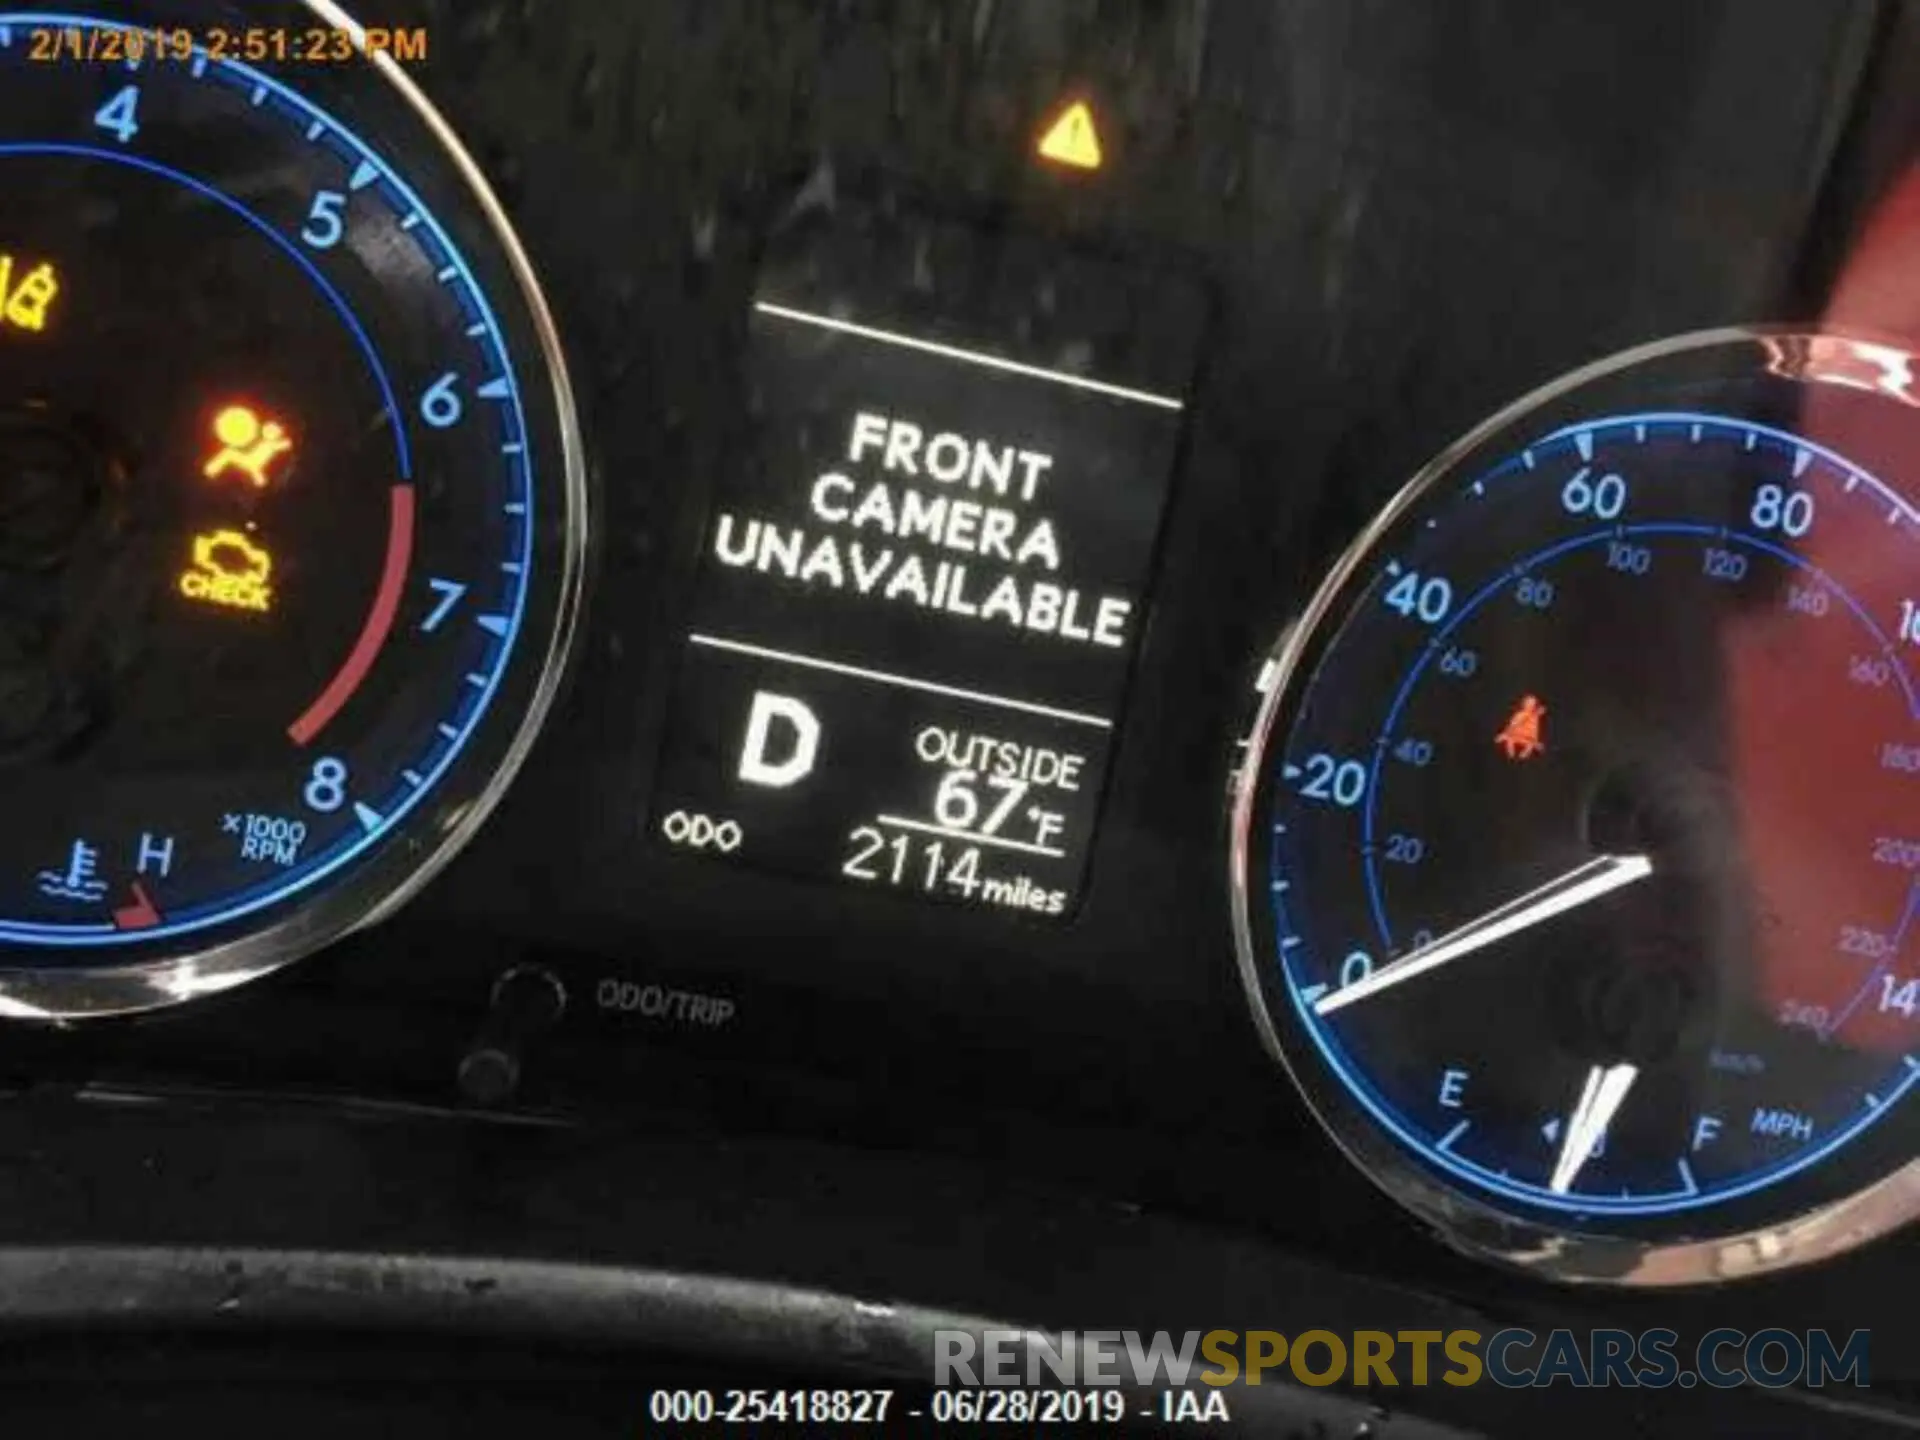 2/1/2019 2:51:23 PM
4
5
6
7
8
x1000
RPM
H
CHECK
FRONT
CAMERA
UNAVAILABLE
D
OUTSIDE
67°F
ODO
2114 miles
ODO/TRIP
0
20
40
60
80
14
0
20
40
60
80
100
120
140
160
180
200
220
240
km/h
MPH
E
F
RENEWSPORTSCARS.COM
000-25418827 - 06/28/2019 - IAA